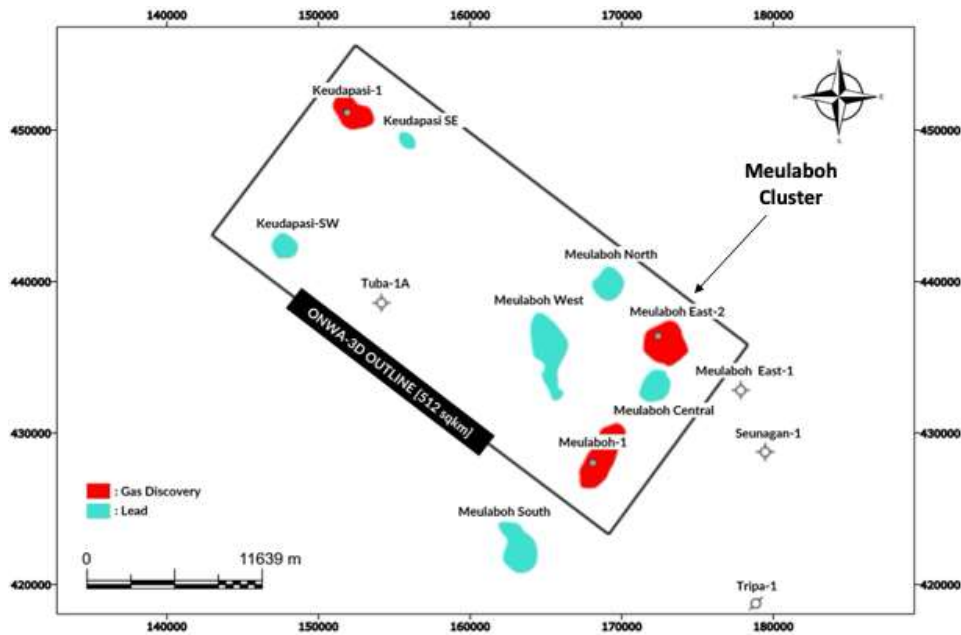 140000 150000 160000 170000 180000
N
W E
S
Keudapasi-1
450000 450000
Keudapasi SE
Meulaboh
Cluster
Keudapasi-SW
Meulaboh North
440000 440000
Tuba-1A
Meulaboh West
Meulaboh East-2
ONWA-3D OUTLINE [512 sqkm]
Meulaboh East-1
Meulaboh Central
430000 430000
Seunagan-1
Meulaboh-1
: Gas Discovery
: Lead
Meulaboh South
0 11639 m
420000 420000
Tripa-1
140000 150000 160000 170000 180000